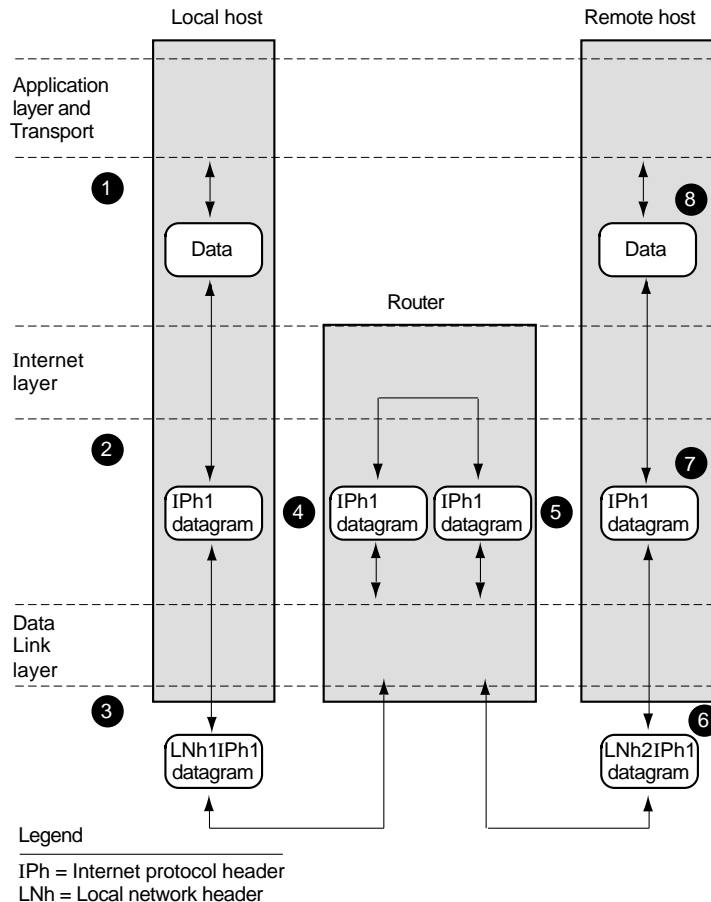 Local host
Remote host
Application
layer and
Transport
1
8
Data
Data
Router
Internet
layer
2
7
IPh1
datagram
4
IPh1
datagram
IPh1
datagram
5
IPh1
datagram
Data
Link
layer
3
6
LNh1IPh1
datagram
LNh2IPh1
datagram
Legend
IPh = Internet protocol header
LNh = Local network header